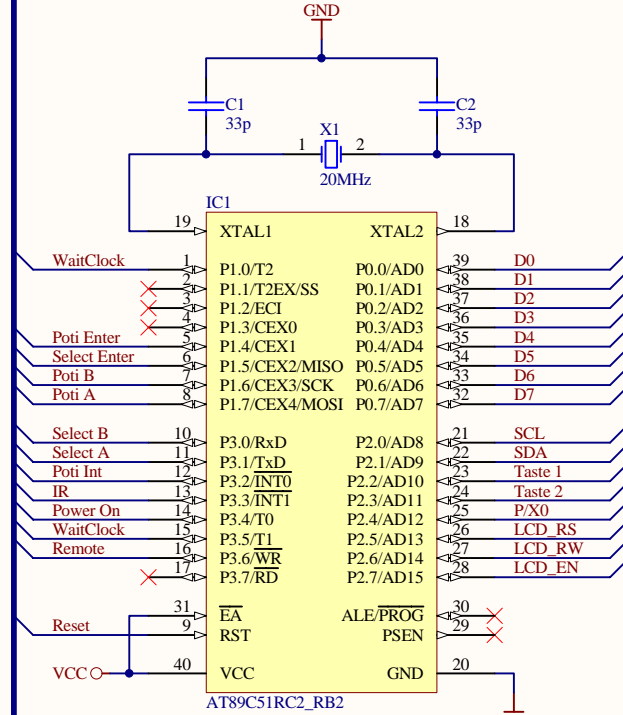 GND
C1
33p
C2
33p
X1
1 2
20MHz
IC1
19 XTAL1 XTAL2 18
WaitClock 1 P1.0/T2 P0.0/AD0 39 D0
2 P1.1/T2EX/SS P0.1/AD1 38 D1
3 P1.2/ECI P0.2/AD2 37 D2
4 P1.3/CEX0 P0.3/AD3 36 D3
Poti Enter 5 P1.4/CEX1 P0.4/AD4 35 D4
Select Enter 6 P1.5/CEX2/MISO P0.5/AD5 34 D5
Poti B 7 P1.6/CEX3/SCK P0.6/AD6 33 D6
Poti A 8 P1.7/CEX4/MOSI P0.7/AD7 32 D7
Select B 10 P3.0/RxD P2.0/AD8 21 SCL
Select A 11 P3.1/TxD P2.1/AD9 22 SDA
Poti Int 12 P3.2/INT0 P2.2/AD10 23 Taste 1
IR 13 P3.3/INT1 P2.3/AD11 24 Taste 2
Power On 14 P3.4/T0 P2.4/AD12 25 P/X0
WaitClock 15 P3.5/T1 P2.5/AD13 26 LCD_RS
Remote 16 P3.6/WR P2.6/AD14 27 LCD_RW
17 P3.7/RD P2.7/AD15 28 LCD_EN
31 EA ALE/PROG 30
Reset 9 RST PSEN 29
VCC 40 VCC GND 20
AT89C51RC2_RB2